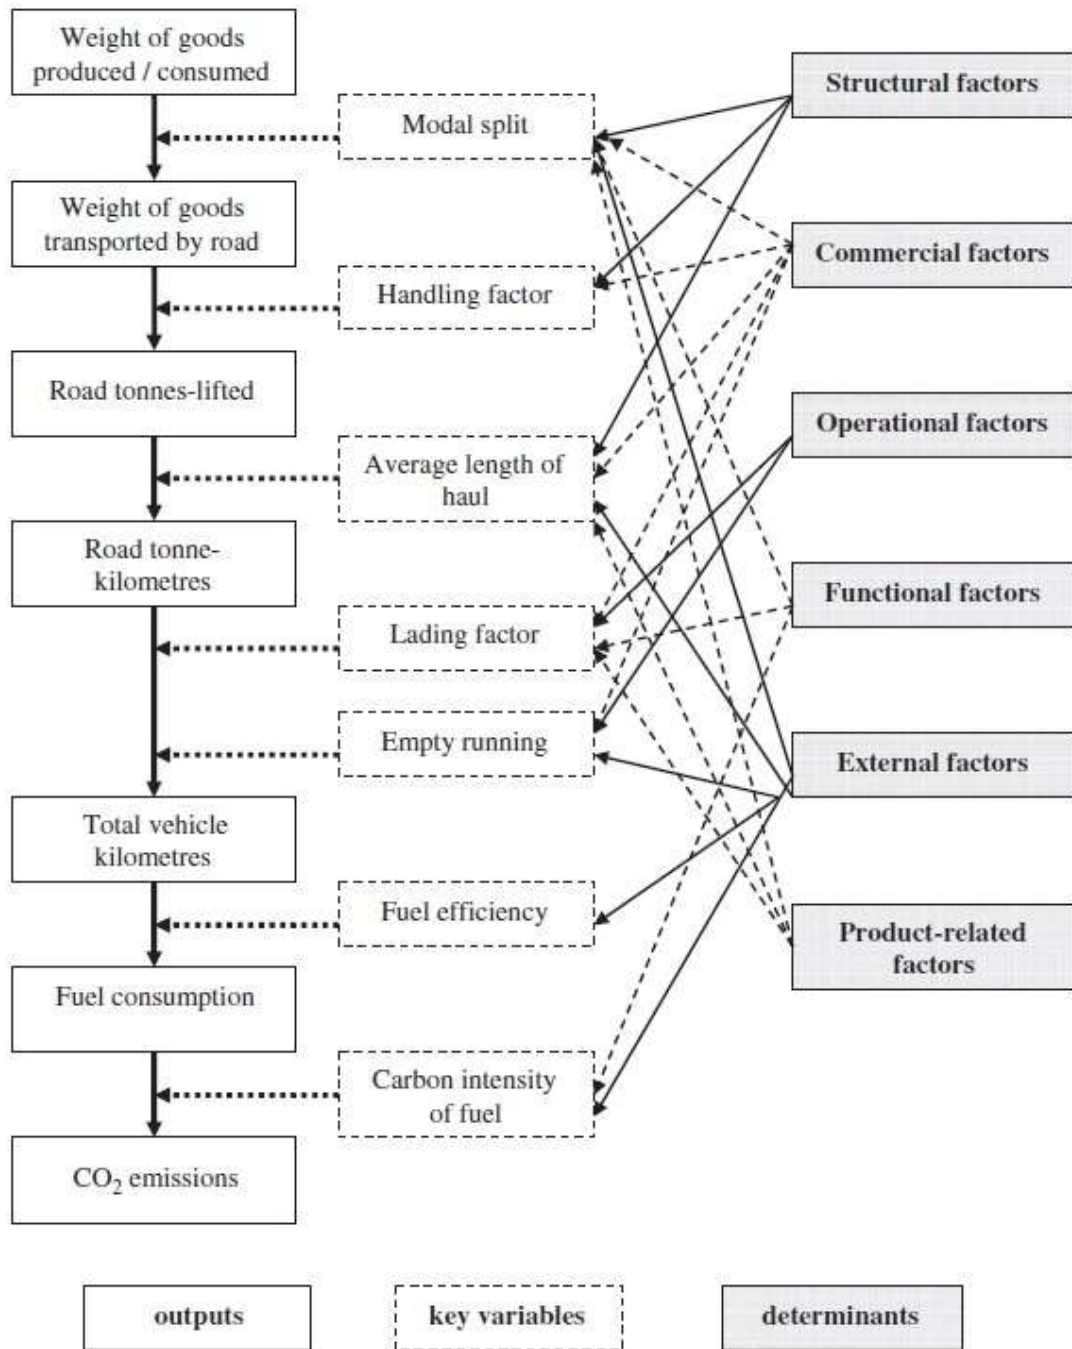 Weight of goods
produced / consumed
Weight of goods
transported by road
Road tonnes-lifted
Road tonne-
kilometres
Total vehicle
kilometres
Fuel consumption
CO₂ emissions
Modal split
Handling factor
Average length of
haul
Lading factor
Empty running
Fuel efficiency
Carbon intensity
of fuel
Structural factors
Commercial factors
Operational factors
Functional factors
External factors
Product-related
factors
outputs
key variables
determinants